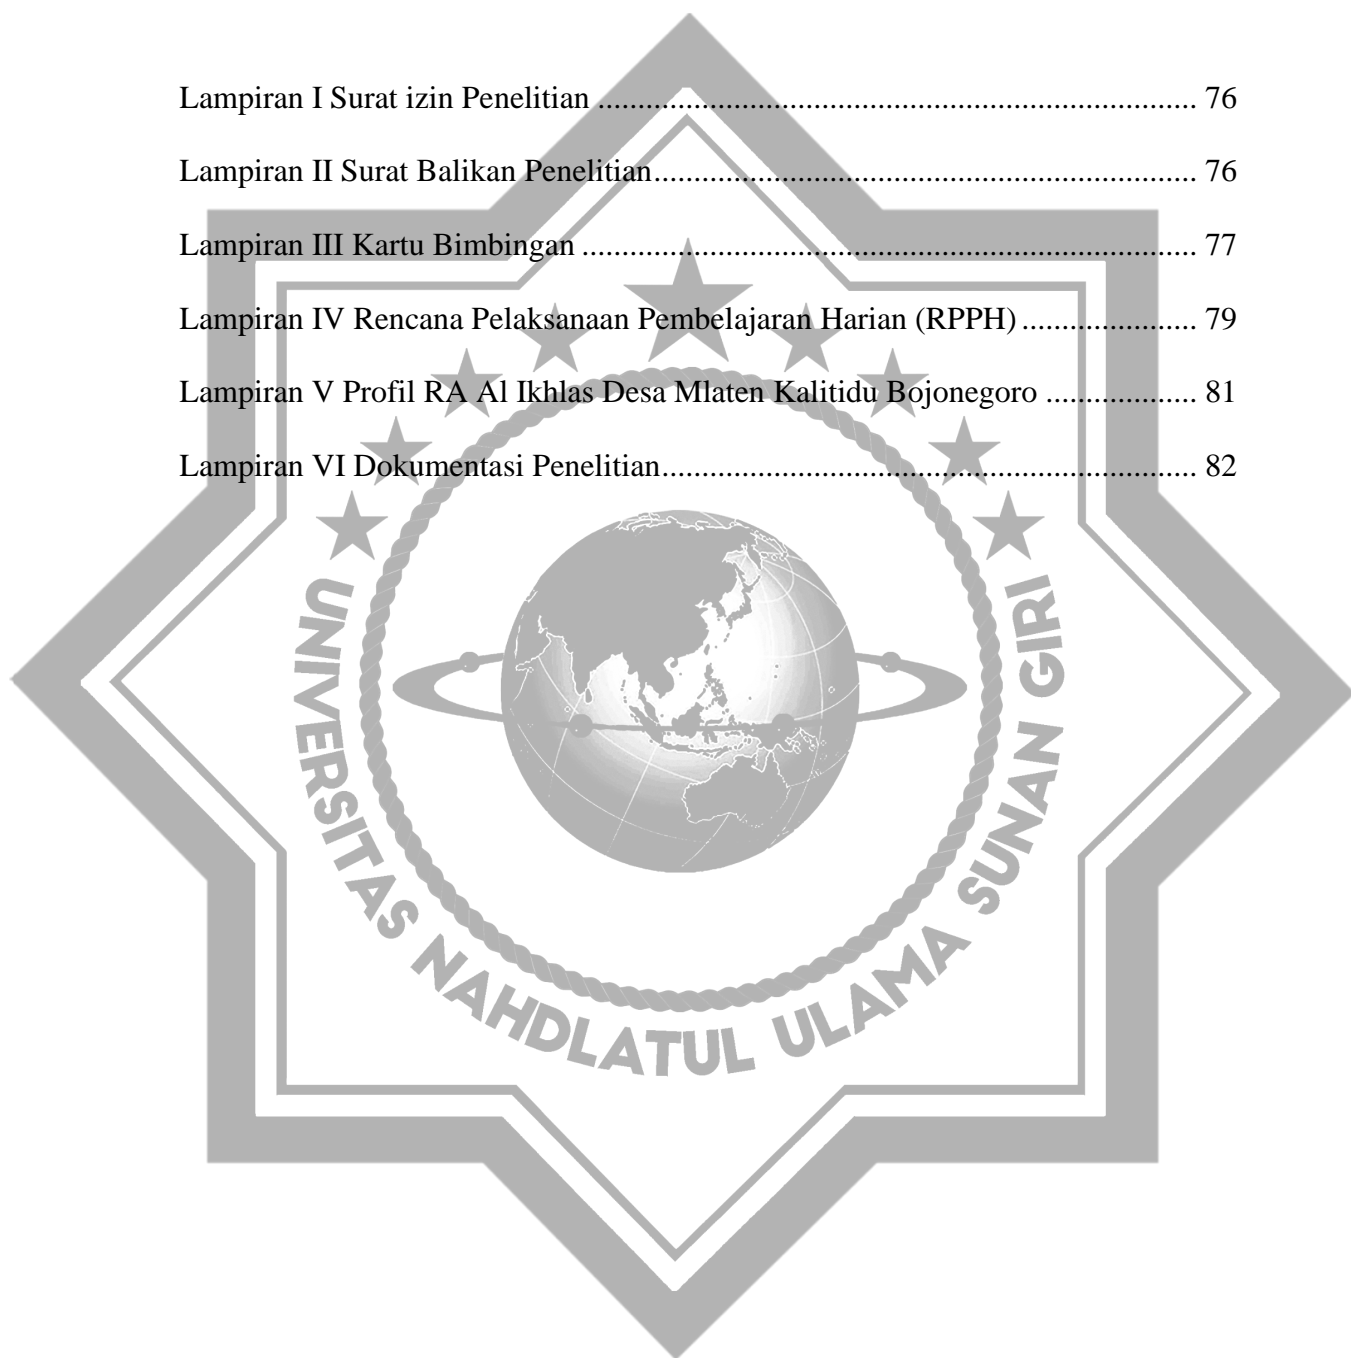 Lampiran I Surat izin Penelitian ........................................................................... 76
Lampiran II Surat Balikan Penelitian.................................................................... 76
Lampiran III Kartu Bimbingan ............................................................................. 77
Lampiran IV Rencana Pelaksanaan Pembelajaran Harian (RPPH) ...................... 79
Lampiran V Profil RA Al Ikhlas Desa Mlaten Kalitidu Bojonegoro ................... 81
Lampiran VI Dokumentasi Penelitian................................................................... 82
UNIVERSITAS NAHDLATUL ULAMA SUNAN GIRI